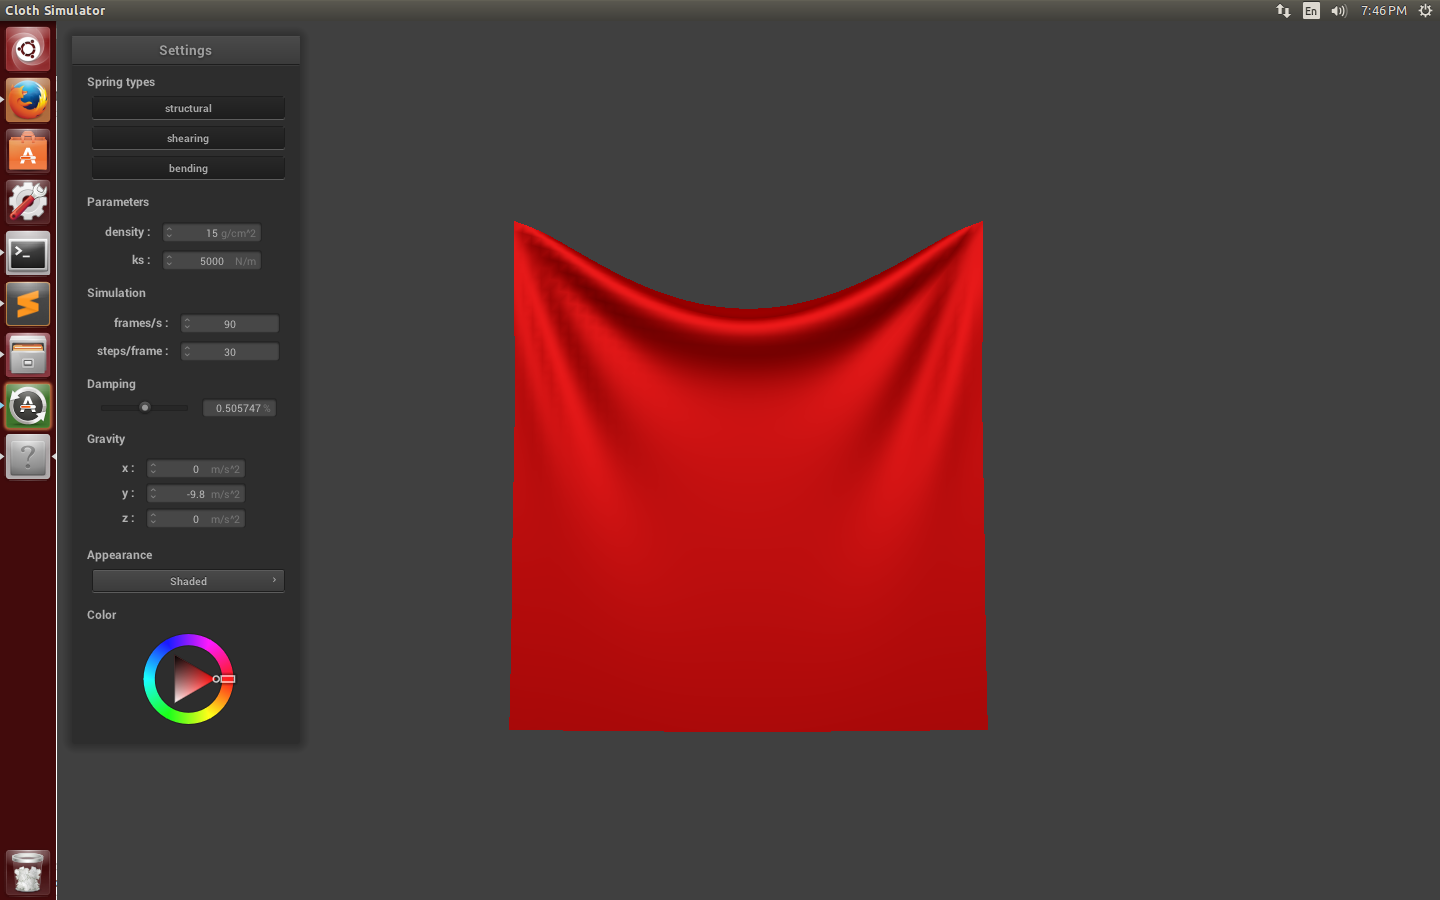 Cloth Simulator
En
7:46 PM
Settings
Spring types
structural
shearing
bending
Parameters
density : 15 g/cm^2
ks : 5000 N/m
Simulation
frames/s : 90
steps/frame : 30
Damping
0.505747 %
Gravity
x : 0 m/s^2
y : -9.8 m/s^2
z : 0 m/s^2
Appearance
Shaded
Color